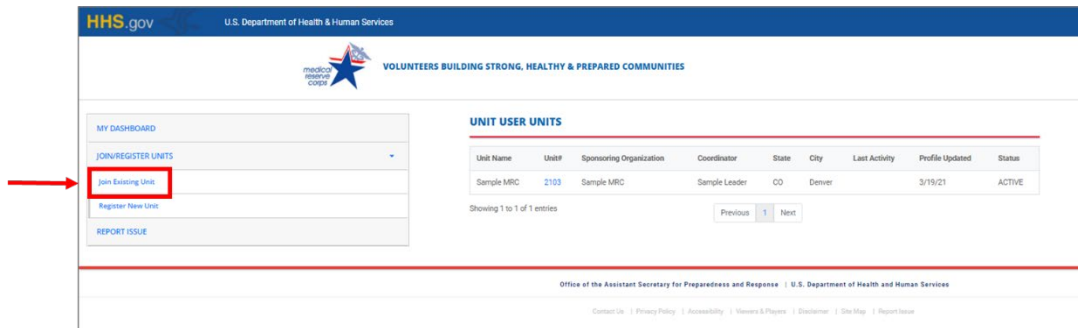 HHS.gov U.S. Department of Health & Human Services
medical
reserve
corps
VOLUNTEERS BUILDING STRONG, HEALTHY & PREPARED COMMUNITIES
MY DASHBOARD
JOIN/REGISTER UNITS
Join Existing Unit
Register New Unit
REPORT ISSUE
UNIT USER UNITS
Unit Name Unit# Sponsoring Organization Coordinator State City Last Activity Profile Updated Status
Sample MRC 2103 Sample MRC Sample Leader CO Denver 3/19/21 ACTIVE
Showing 1 to 1 of 1 entries
Previous 1 Next
Office of the Assistant Secretary for Preparedness and Response | U.S. Department of Health and Human Services
Contact Us | Privacy Policy | Accessibility | Viewers & Players | Disclaimer | Site Map | Report Issue